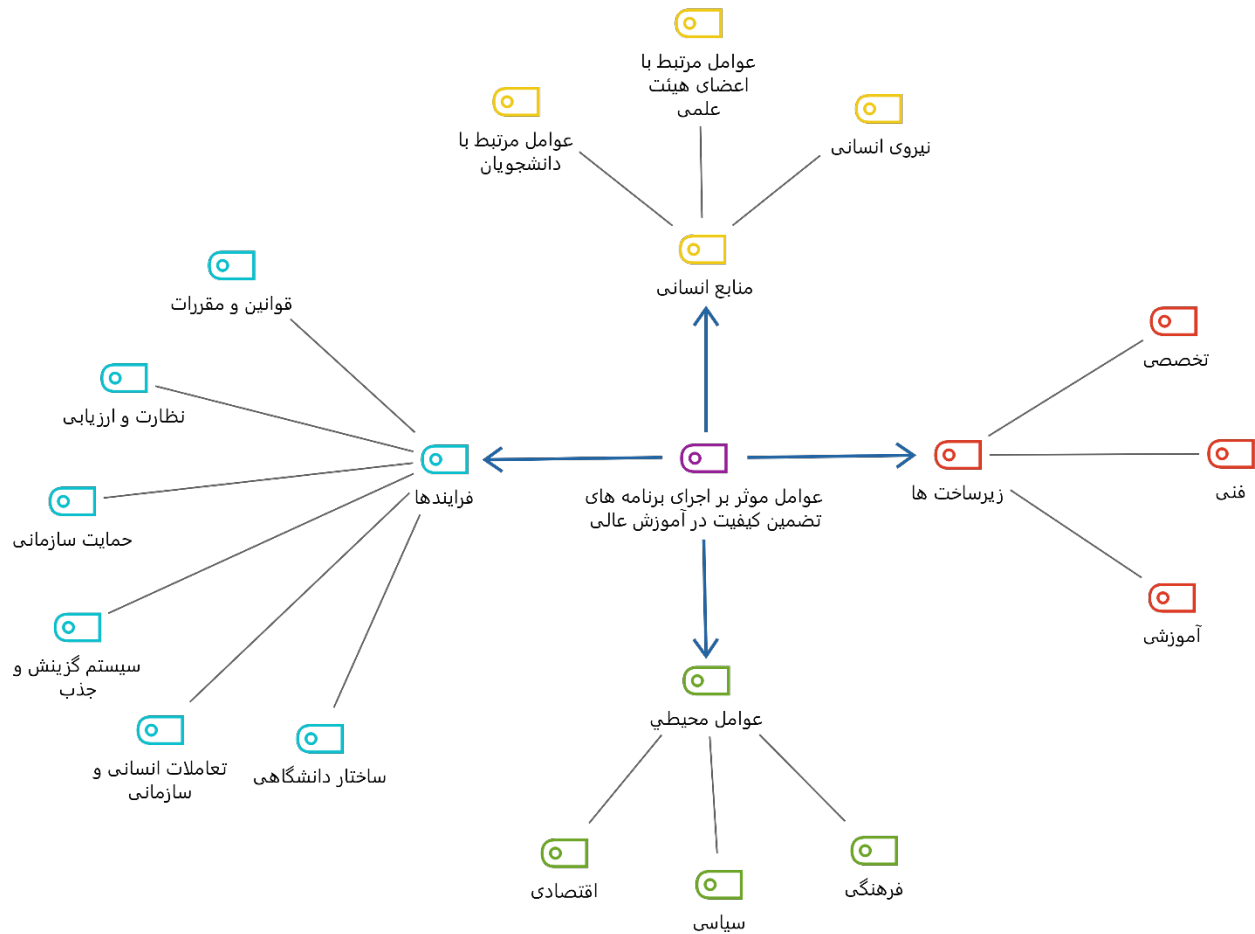 عوامل مرتبط با
اعضای هیئت
علمی
عوامل مرتبط با
دانشجویان
نیروی انسانی
منابع انسانی
قوانین و مقررات
نظارت و ارزیابی
حمایت سازمانی
سیستم گزینش و
جذب
تعاملات انسانی و
سازمانی
ساختار دانشگاهی
فرایندها
عوامل موثر بر اجرای برنامه های
تضمین کیفیت در آموزش عالی
زیرساخت ها
تخصصی
فنی
آموزشی
عوامل محيطي
اقتصادی
سیاسی
فرهنگی